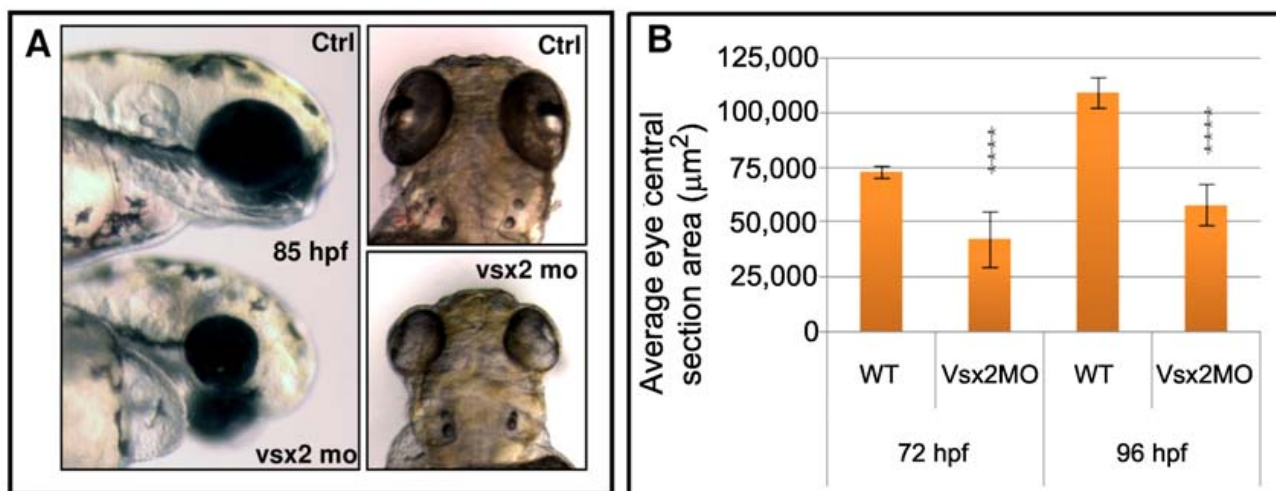 A
Ctrl
85 hpf
vsx2 mo
Ctrl
vsx2 mo
B
Average eye central
section area (μm²)
125,000
100,000
75,000
50,000
25,000
0
****
****
WT
Vsx2MO
WT
Vsx2MO
72 hpf
96 hpf